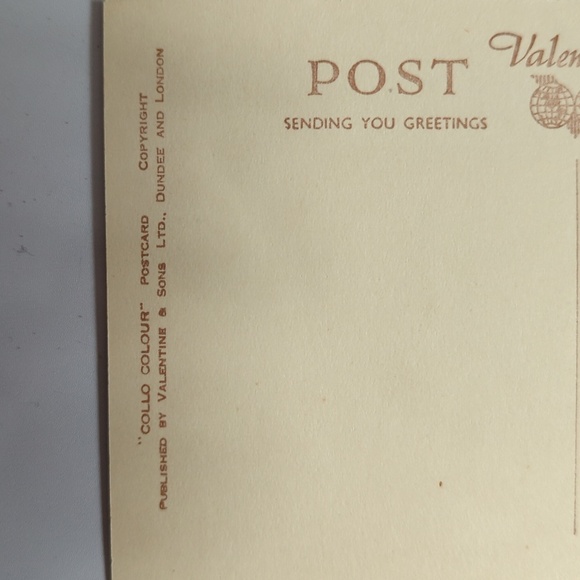 POST
SENDING YOU GREETINGS
"COLLO COLOUR" POSTCARD COPYRIGHT
PUBLISHED BY VALENTINE & SONS LTD., DUNDEE AND LONDON